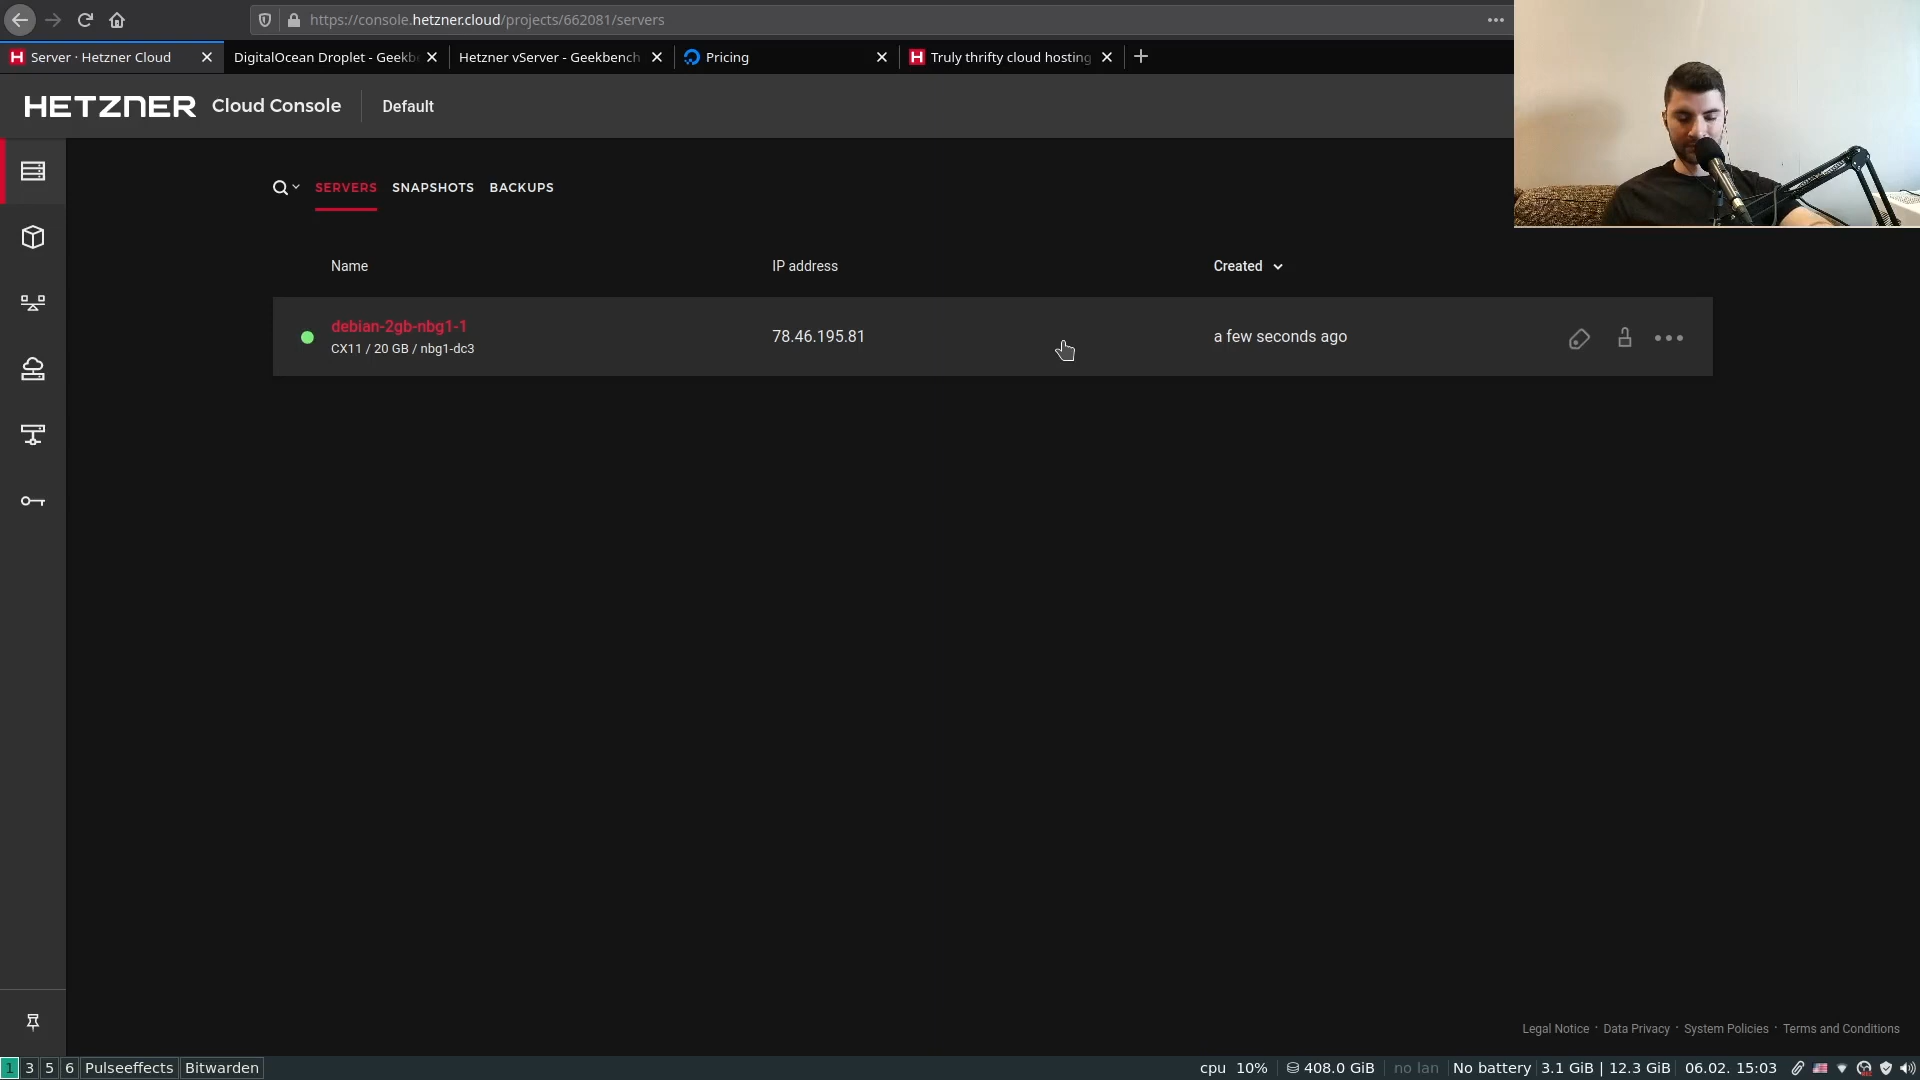 https://console.hetzner.cloud/projects/662081/servers
Server · Hetzner Cloud
DigitalOcean Droplet - Geekb
Hetzner vServer - Geekbench
Pricing
Truly thrifty cloud hosting
HETZNER Cloud Console Default
SERVERS SNAPSHOTS BACKUPS
Name IP address Created
debian-2gb-nbg1-1
CX11 / 20 GB / nbg1-dc3
78.46.195.81
a few seconds ago
Legal Notice · Data Privacy · System Policies · Terms and Conditions
1 3 5 6 Pulseeffects Bitwarden cpu 10% 408.0 GiB no lan No battery 3.1 GiB | 12.3 GiB 06.02. 15:03